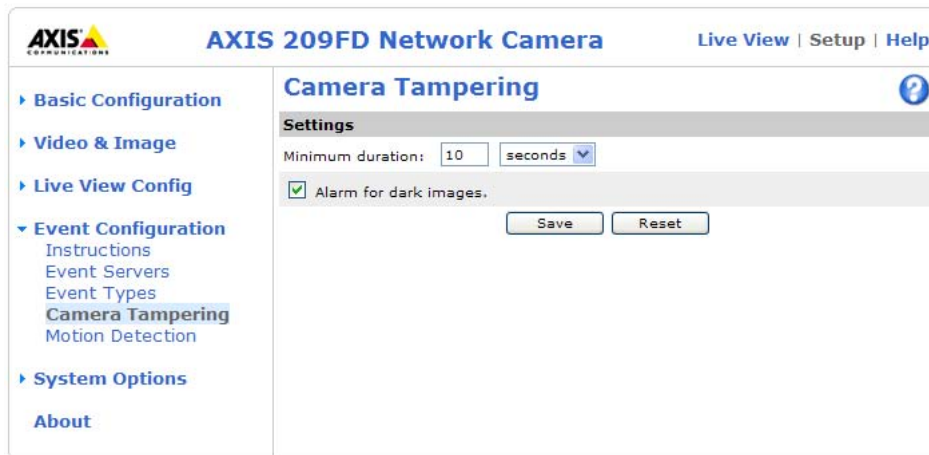 AXIS
COMMUNICATIONS
AXIS 209FD Network Camera
Live View | Setup | Help
Basic Configuration
Video & Image
Live View Config
Event Configuration
Instructions
Event Servers
Event Types
Camera Tampering
Motion Detection
System Options
About
Camera Tampering
?
Settings
Minimum duration: 10 seconds
Alarm for dark images.
Save Reset